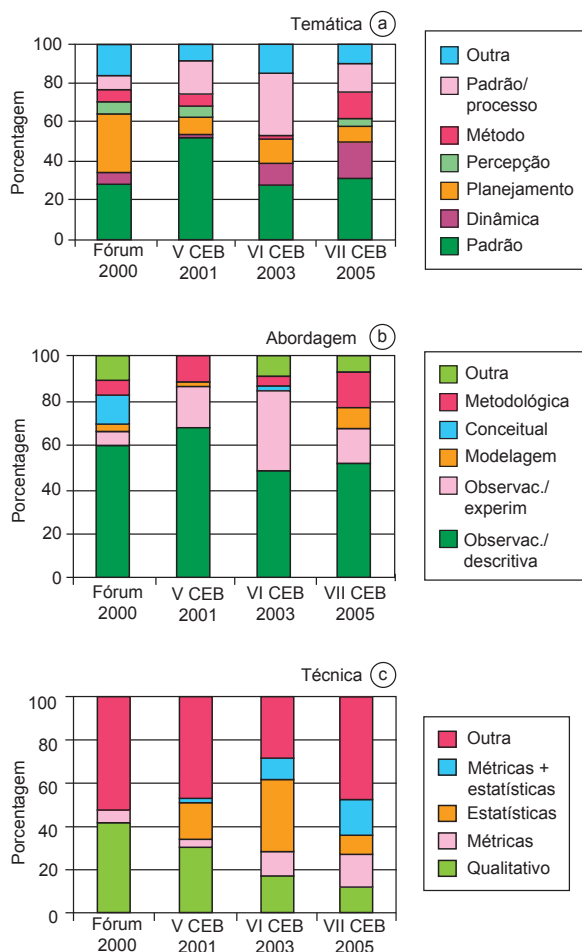 Temática a
Porcentagem
100
80
60
40
20
0
Fórum
2000
V CEB
2001
VI CEB
2003
VII CEB
2005
Outra
Padrão/
processo
Método
Percepção
Planejamento
Dinâmica
Padrão
Abordagem b
Porcentagem
100
80
60
40
20
0
Fórum
2000
V CEB
2001
VI CEB
2003
VII CEB
2005
Outra
Metodológica
Conceitual
Modelagem
Observac./
experim
Observac./
descritiva
Técnica c
Porcentagem
100
80
60
40
20
0
Fórum
2000
V CEB
2001
VI CEB
2003
VII CEB
2005
Outra
Métricas +
estatísticas
Estatísticas
Métricas
Qualitativo